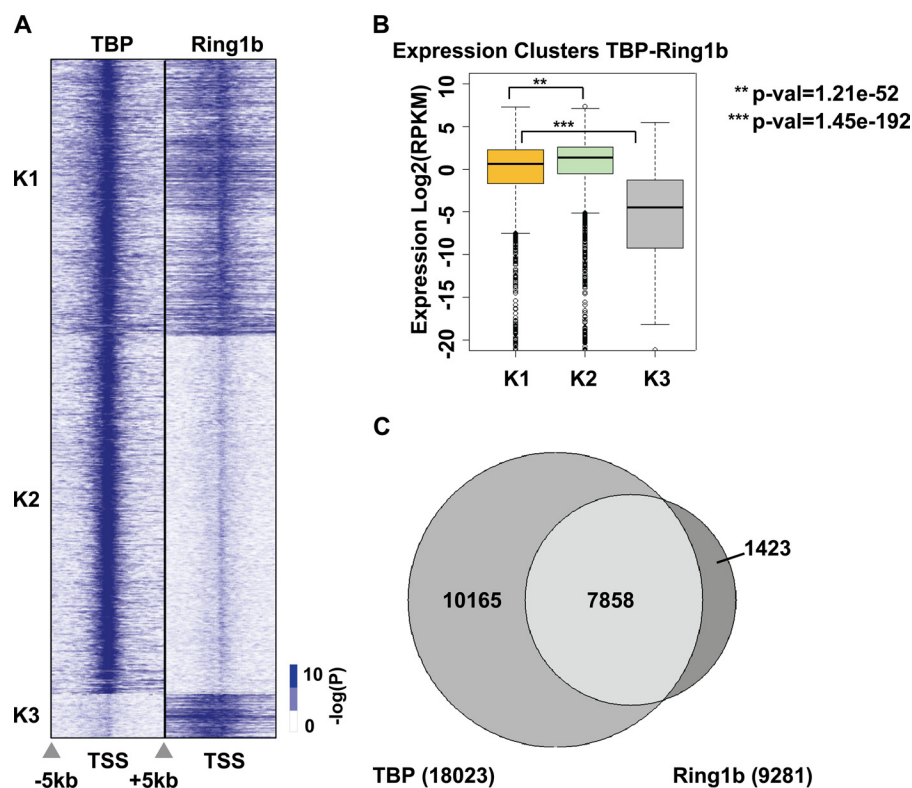 A
TBP Ring1b
K1
K2
K3
10
0
-log(P)
TSS TSS
-5kb +5kb
B
Expression Clusters TBP-Ring1b
Expression Log2(RPKM)
10
5
0
-5
-10
-15
-20
**
***
K1 K2 K3
** p-val=1.21e-52
*** p-val=1.45e-192
C
10165
7858
1423
TBP (18023) Ring1b (9281)